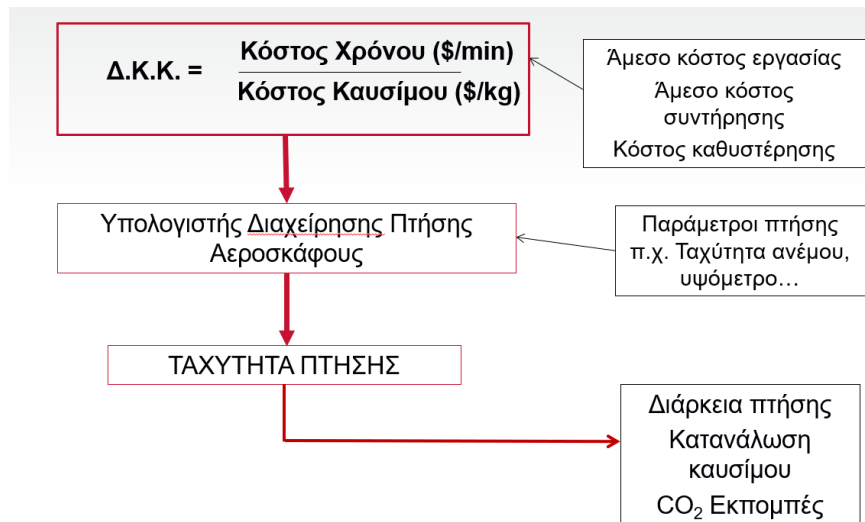 Δ.Κ.Κ. = Κόστος Χρόνου ($/min)
Κόστος Καυσίμου ($/kg)
Άμεσο κόστος εργασίας
Άμεσο κόστος
συντήρησης
Κόστος καθυστέρησης
Υπολογιστής Διαχείρησης Πτήσης
Αεροσκάφους
Παράμετροι πτήσης
π.χ. Ταχύτητα ανέμου,
υψόμετρο…
ΤΑΧΥΤΗΤΑ ΠΤΗΣΗΣ
Διάρκεια πτήσης
Κατανάλωση
καυσίμου
CO₂ Εκπομπές